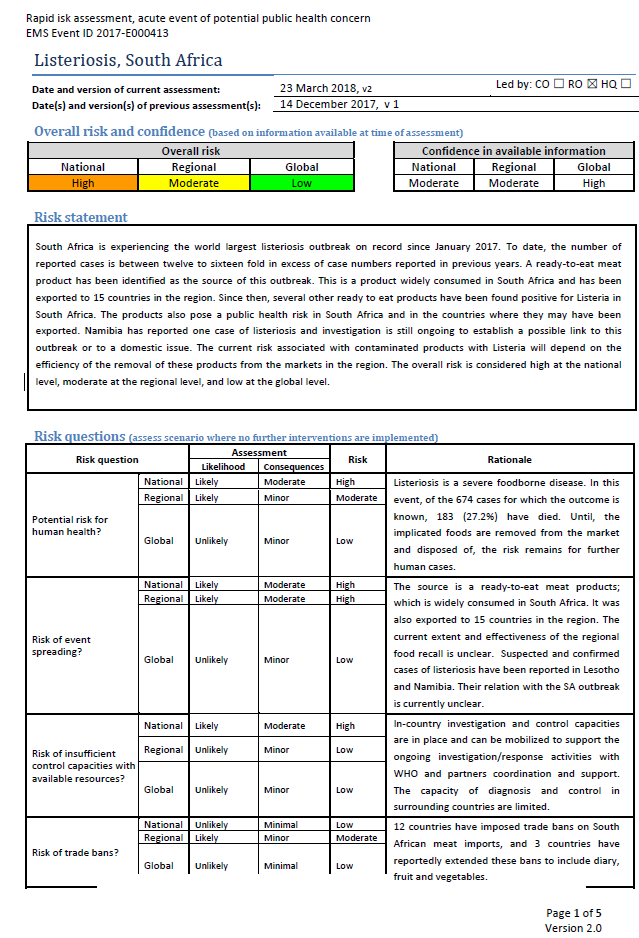 Rapid isk assessment, acute event of potential public health concern
EMS Event ID 2017-E000413
Listeriosis, South Africa
Date and version of current assessment: 23 March 2018, v2 Led by: CO ☐ RO ☒ HQ ☐
Date(s) and version(s) of previous assessment(s): 14 December 2017, v 1
Overall risk and confidence (based on information available at time of assessment)
Overall risk Confidence in available information
National Regional Global National Regional Global
High Moderate Low Moderate Moderate High
Risk statement
South Africa is experiencing the world largest listeriosis outbreak on record since January 2017. To date, the number of
reported cases is between twelve to sixteen fold in excess of case numbers reported in previous years. A ready-to-eat meat
product has been identified as the source of this outbreak. This is a product widely consumed in South Africa and has been
exported to 15 countries in the region. Since then, several other ready to eat products have been found positive for Listeria in
South Africa. The products also pose a public health risk in South Africa and in the countries where they may have been
exported. Namibia has reported one case of listeriosis and investigation is still ongoing to establish a possible link to this
outbreak or to a domestic issue. The current risk associated with contaminated products with Listeria will depend on the
efficiency of the removal of these products from the markets in the region. The overall risk is considered high at the national
level, moderate at the regional level, and low at the global level.
Risk questions (assess scenario where no further interventions are implemented)
Risk question Assessment Risk Rationale
Likelihood Consequences
Potential risk for
human health?
National Likely Moderate High
Regional Likely Minor Moderate
Global Unlikely Minor Low
Listeriosis is a severe foodborne disease. In this
event, of the 674 cases for which the outcome is
known, 183 (27.2%) have died. Until, the
implicated foods are removed from the market
and disposed of, the risk remains for further
human cases.
Risk of event
spreading?
National Likely Moderate High
Regional Likely Moderate High
Global Unlikely Minor Low
The source is a ready-to-eat meat products;
which is widely consumed in South Africa. It was
also exported to 15 countries in the region. The
current extent and effectiveness of the regional
food recall is unclear. Suspected and confirmed
cases of listeriosis have been reported in Lesotho
and Namibia. Their relation with the SA outbreak
is currently unclear.
Risk of insufficient
control capacities with
available resources?
National Likely Moderate High
Regional Unlikely Minor Low
Global Unlikely Minor Low
In-country investigation and control capacities
are in place and can be mobilized to support the
ongoing investigation/response activities with
WHO and partners coordination and support.
The capacity of diagnosis and control in
surrounding countries are limited.
Risk of trade bans?
National Unlikely Minimal Low
Regional Likely Minor Moderate
Global Unlikely Minimal Low
12 countries have imposed trade bans on South
African meat imports, and 3 countries have
reportedly extended these bans to include diary,
fruit and vegetables.
Page 1 of 5
Version 2.0